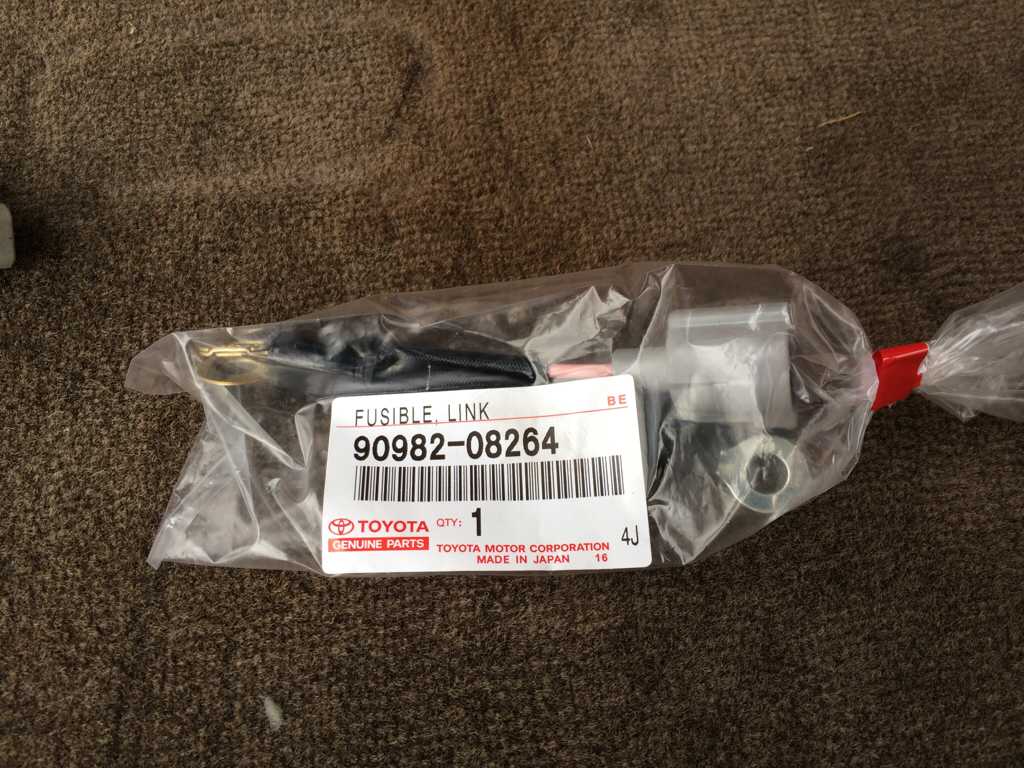 FUSIBLE, LINK
BE
90982-08264
TOYOTA
GENUINE PARTS
QTY: 1
4J
TOYOTA MOTOR CORPORATION
MADE IN JAPAN 16